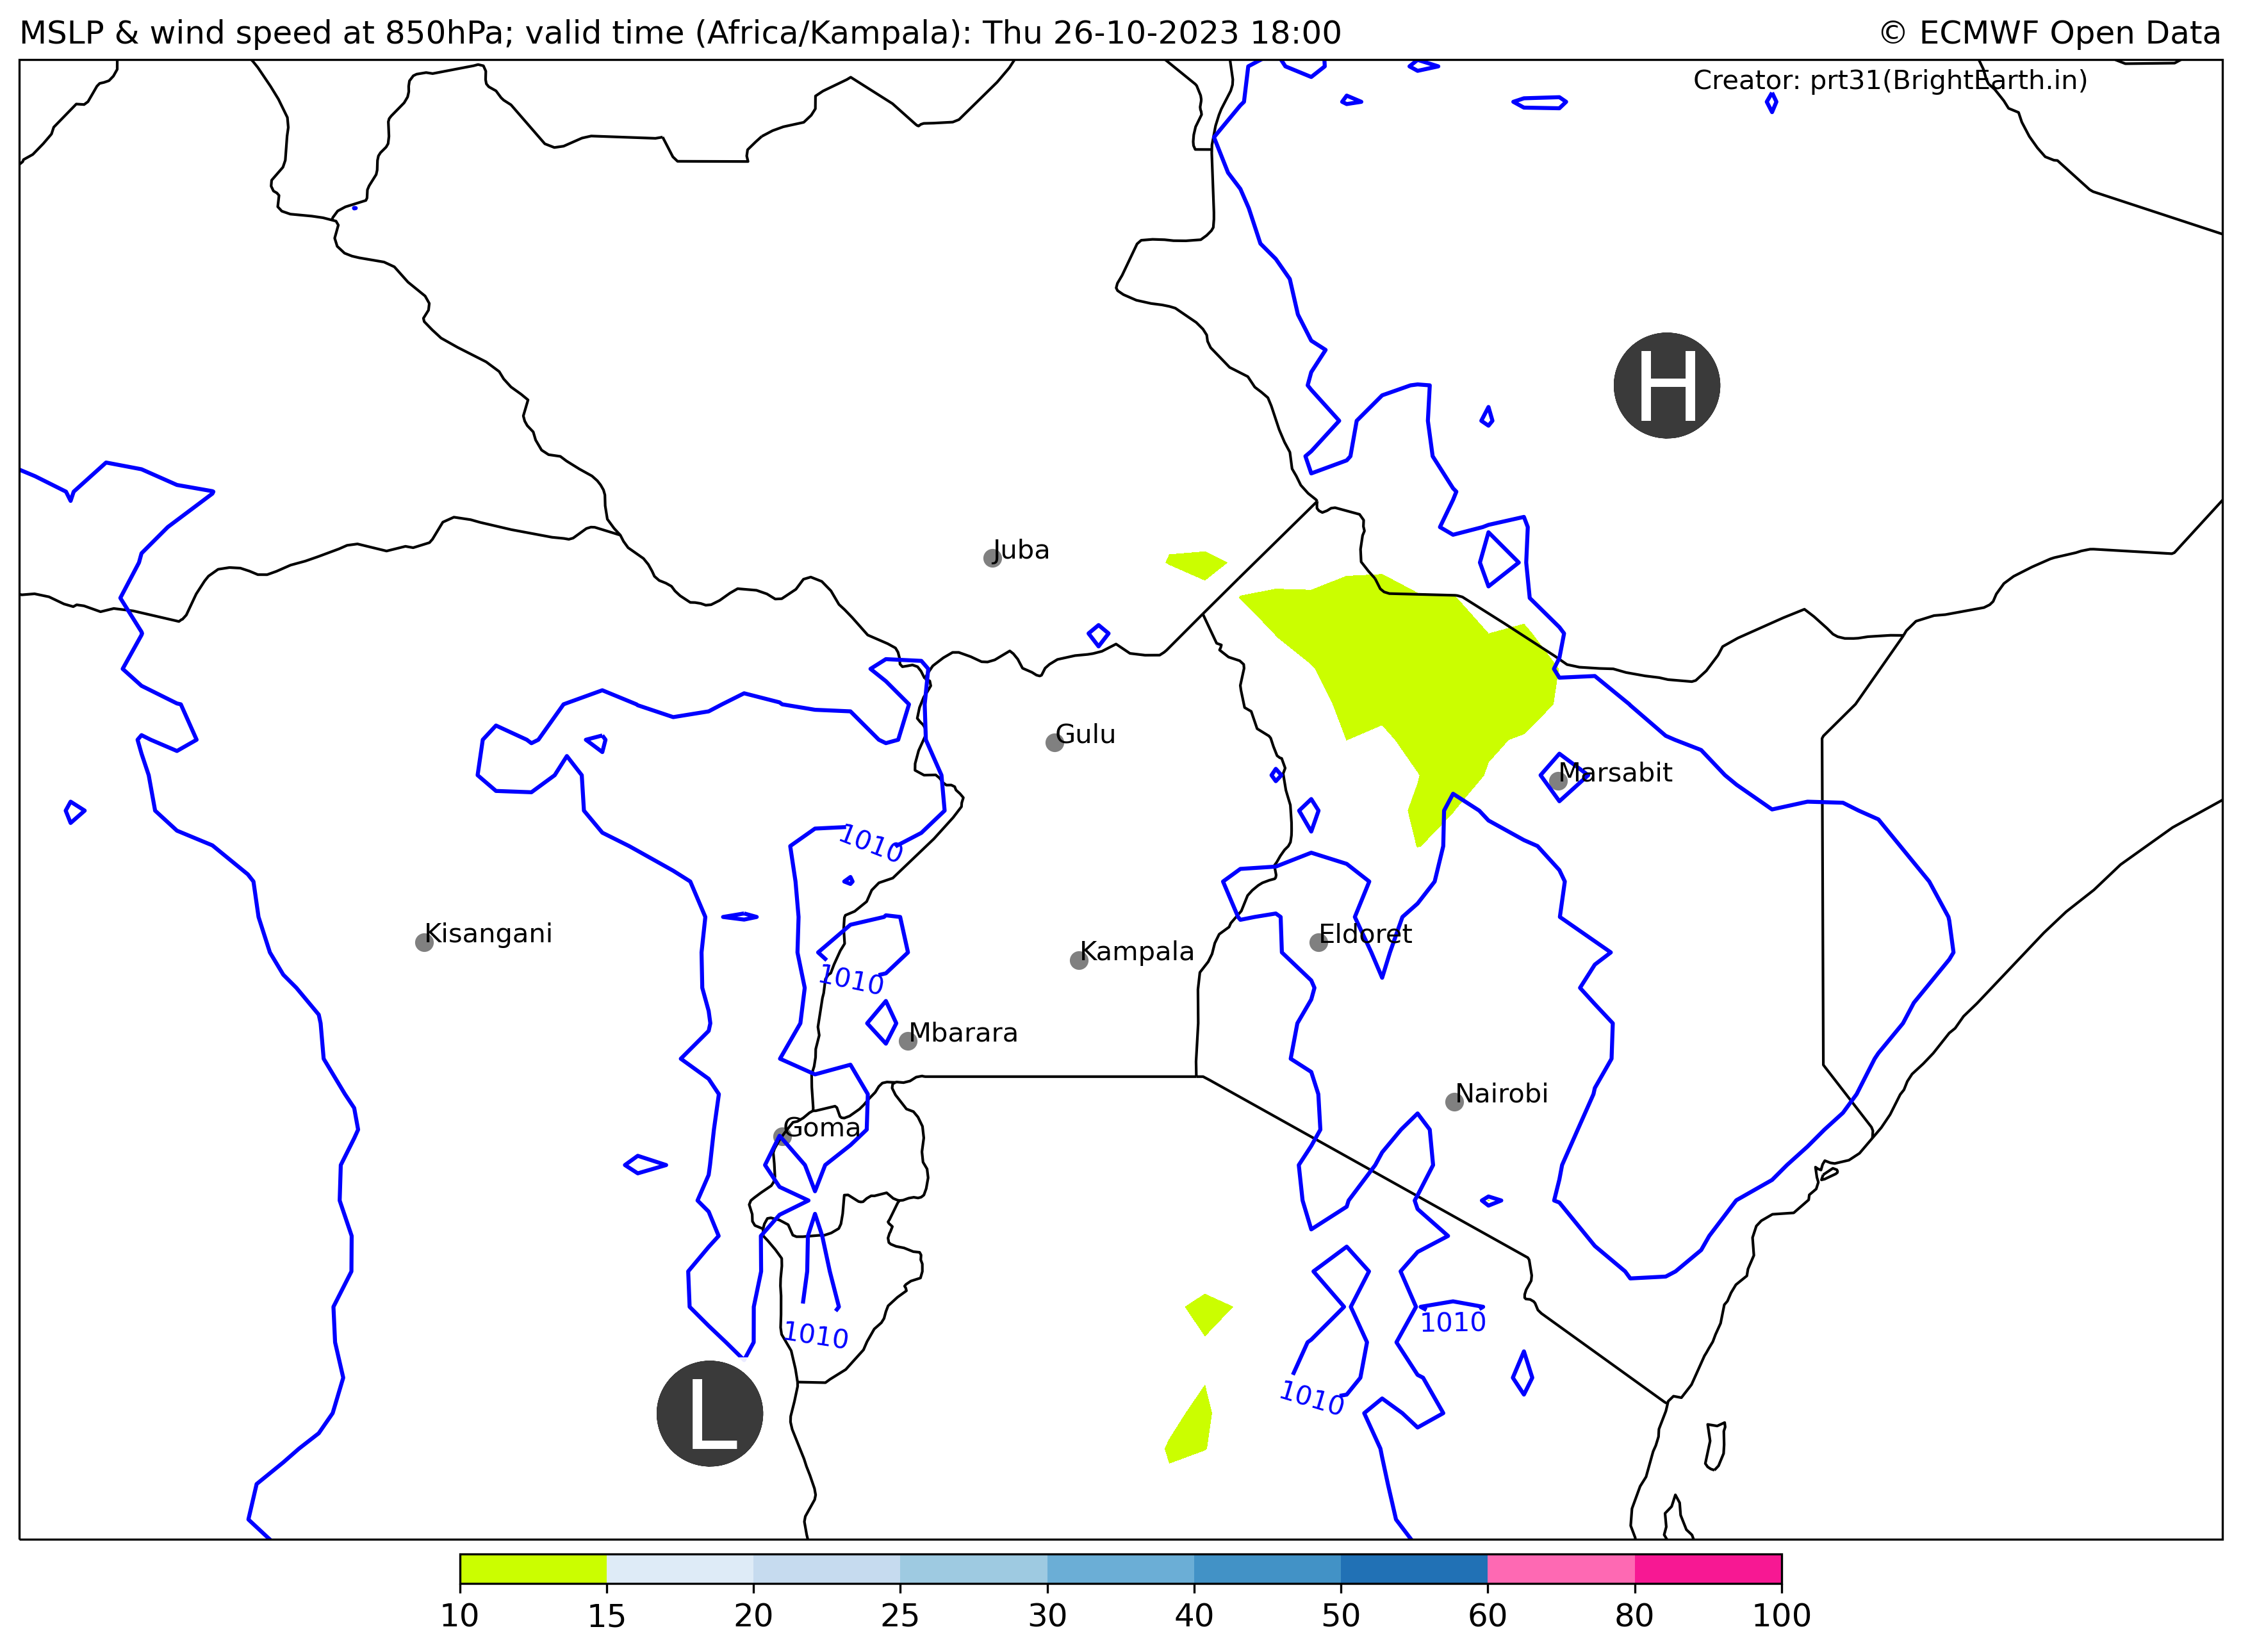 MSLP & wind speed at 850hPa; valid time (Africa/Kampala): Thu 26-10-2023 18:00
© ECMWF Open Data
Creator: prt31(BrightEarth.in)
H
Juba
Gulu
Marsabit
1010
Kisangani
Eldoret
Kampala
1010
Mbarara
Nairobi
Goma
1010
1010
1010
L
10 15 20 25 30 40 50 60 80 100